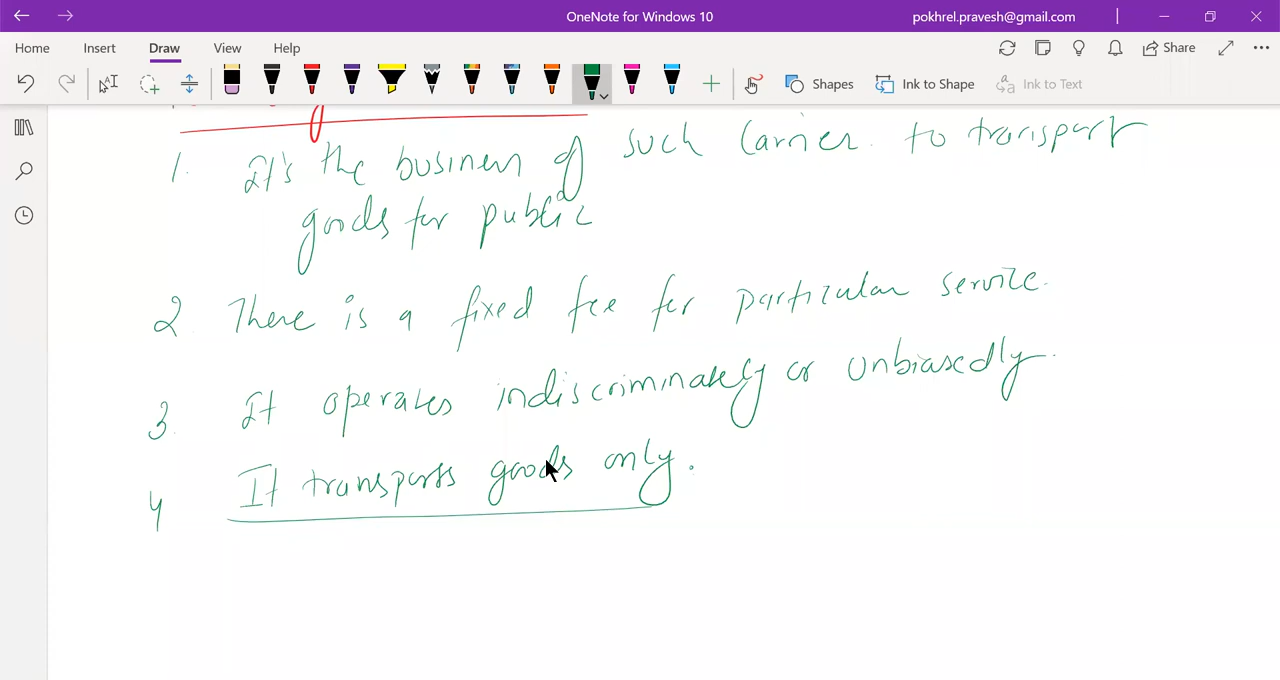 OneNote for Windows 10
pokhrel.pravesh@gmail.com
Home Insert Draw View Help
Share
Shapes Ink to Shape Ink to Text
1. It's the business of such carrier. to transport
goods for public
2. There is a fixed fee for particular service.
3. It operates indiscriminately or unbiasedly.
4 It transports goods only.